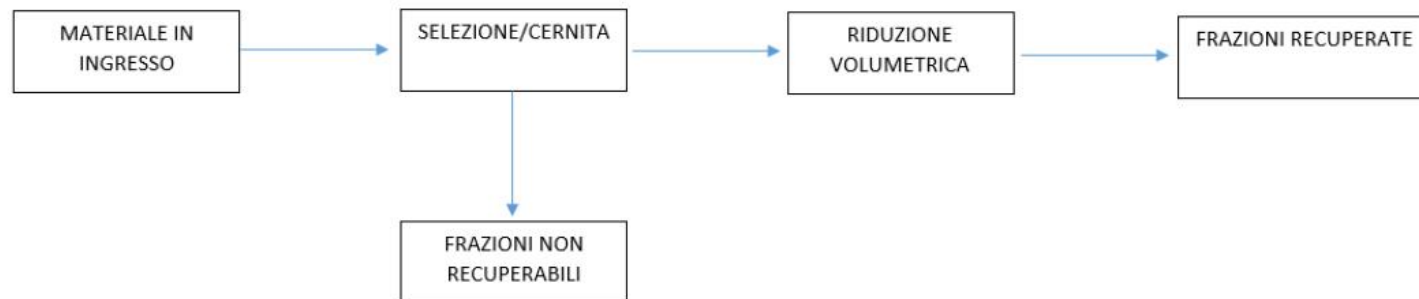 MATERIALE IN
INGRESSO
SELEZIONE/CERNITA
RIDUZIONE
VOLUMETRICA
FRAZIONI RECUPERATE
FRAZIONI NON
RECUPERABILI